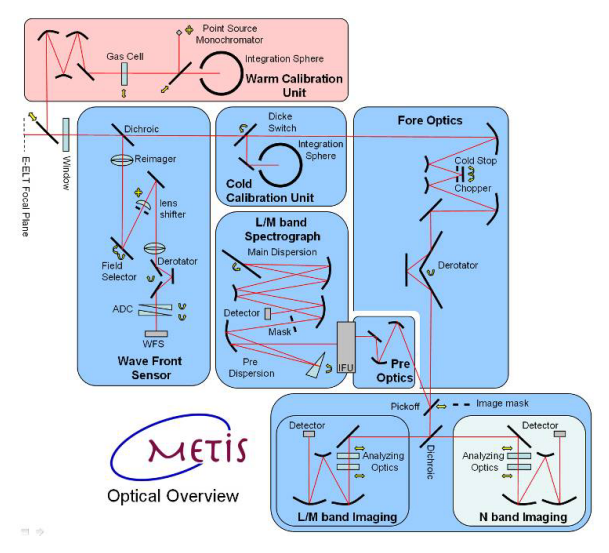 Point Source
Monochromator
Gas Cell
Integration Sphere
Warm Calibration
Unit
E-ELT Focal Plane
Window
Dichroic
Reimager
lens
shifter
Field
Selector
Derotator
ADC
WFS
Wave Front
Sensor
Dicke
Switch
Integration
Sphere
Cold
Calibration Unit
Fore Optics
Cold Stop
Chopper
Derotator
L/M band
Spectrograph
Main Dispersion
Detector
Mask
Pre
Dispersion
IFU
Pre
Optics
Pickoff
Image mask
Dichroic
Detector
Analyzing
Optics
L/M band Imaging
Detector
Analyzing
Optics
N band Imaging
METIS
Optical Overview